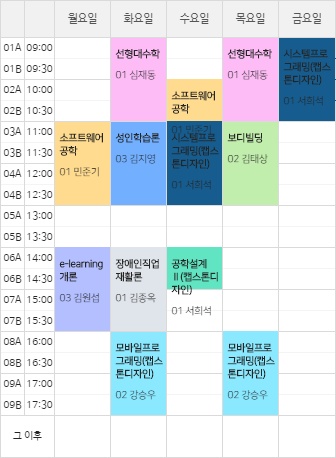 월요일 화요일 수요일 목요일 금요일
01A 09:00
01B 09:30
02A 10:00
02B 10:30
03A 11:00
03B 11:30
04A 12:00
04B 12:30
05A 13:00
05B 13:30
06A 14:00
06B 14:30
07A 15:00
07B 15:30
08A 16:00
08B 16:30
09A 17:00
09B 17:30
그 이후
소프트웨어
공학
01 민준기
e-learning
개론
03 김원섭
선형대수학
01 심재동
성인학습론
03 김지영
장애인직업
재활론
01 김종옥
모바일프로
그래밍(캡스
톤디자인)
02 강승우
소프트웨어
공학
01 민준기
시스템프로
그래밍(캡스
톤디자인)
01 서희석
공학설계
Ⅱ(캡스톤디
자인)
01 서희석
선형대수학
01 심재동
보디빌딩
02 김태상
모바일프로
그래밍(캡스
톤디자인)
02 강승우
시스템프로
그래밍(캡스
톤디자인)
01 서희석